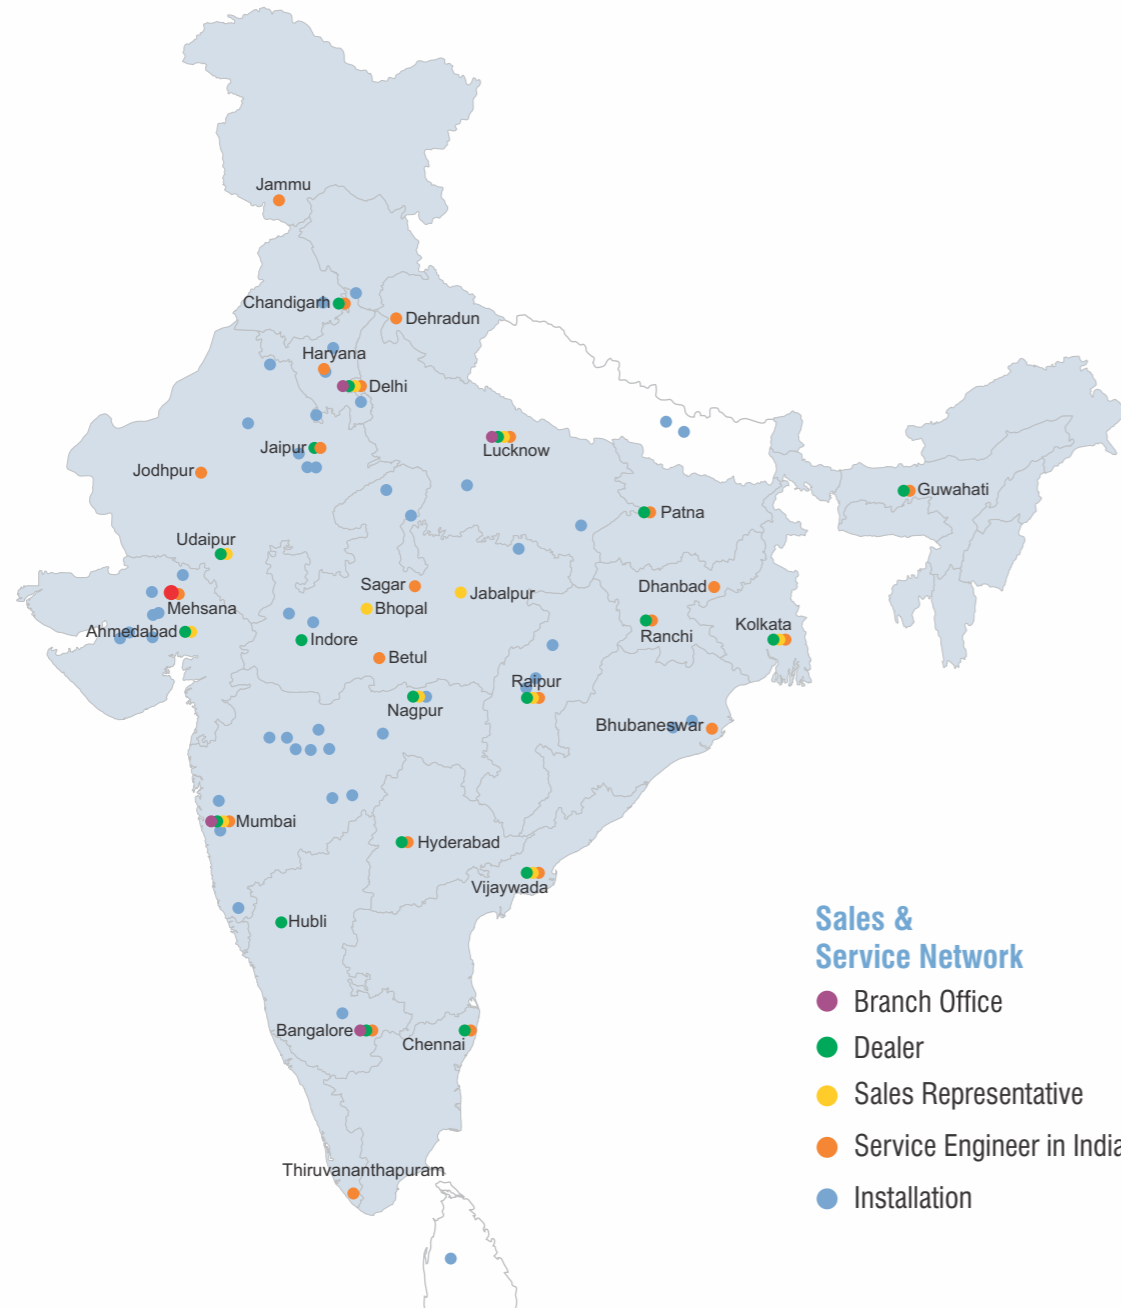 Jammu
Chandigarh
Dehradun
Haryana
Delhi
Jaipur
Lucknow
Jodhpur
Guwahati
Patna
Udaipur
Sagar
Jabalpur
Dhanbad
Mehsana
Bhopal
Ahmedabad
Indore
Ranchi
Kolkata
Betul
Raipur
Nagpur
Bhubaneswar
Mumbai
Hyderabad
Vijaywada
Hubli
Bangalore
Chennai
Thiruvananthapuram
Sales &
Service Network
Branch Office
Dealer
Sales Representative
Service Engineer in India
Installation